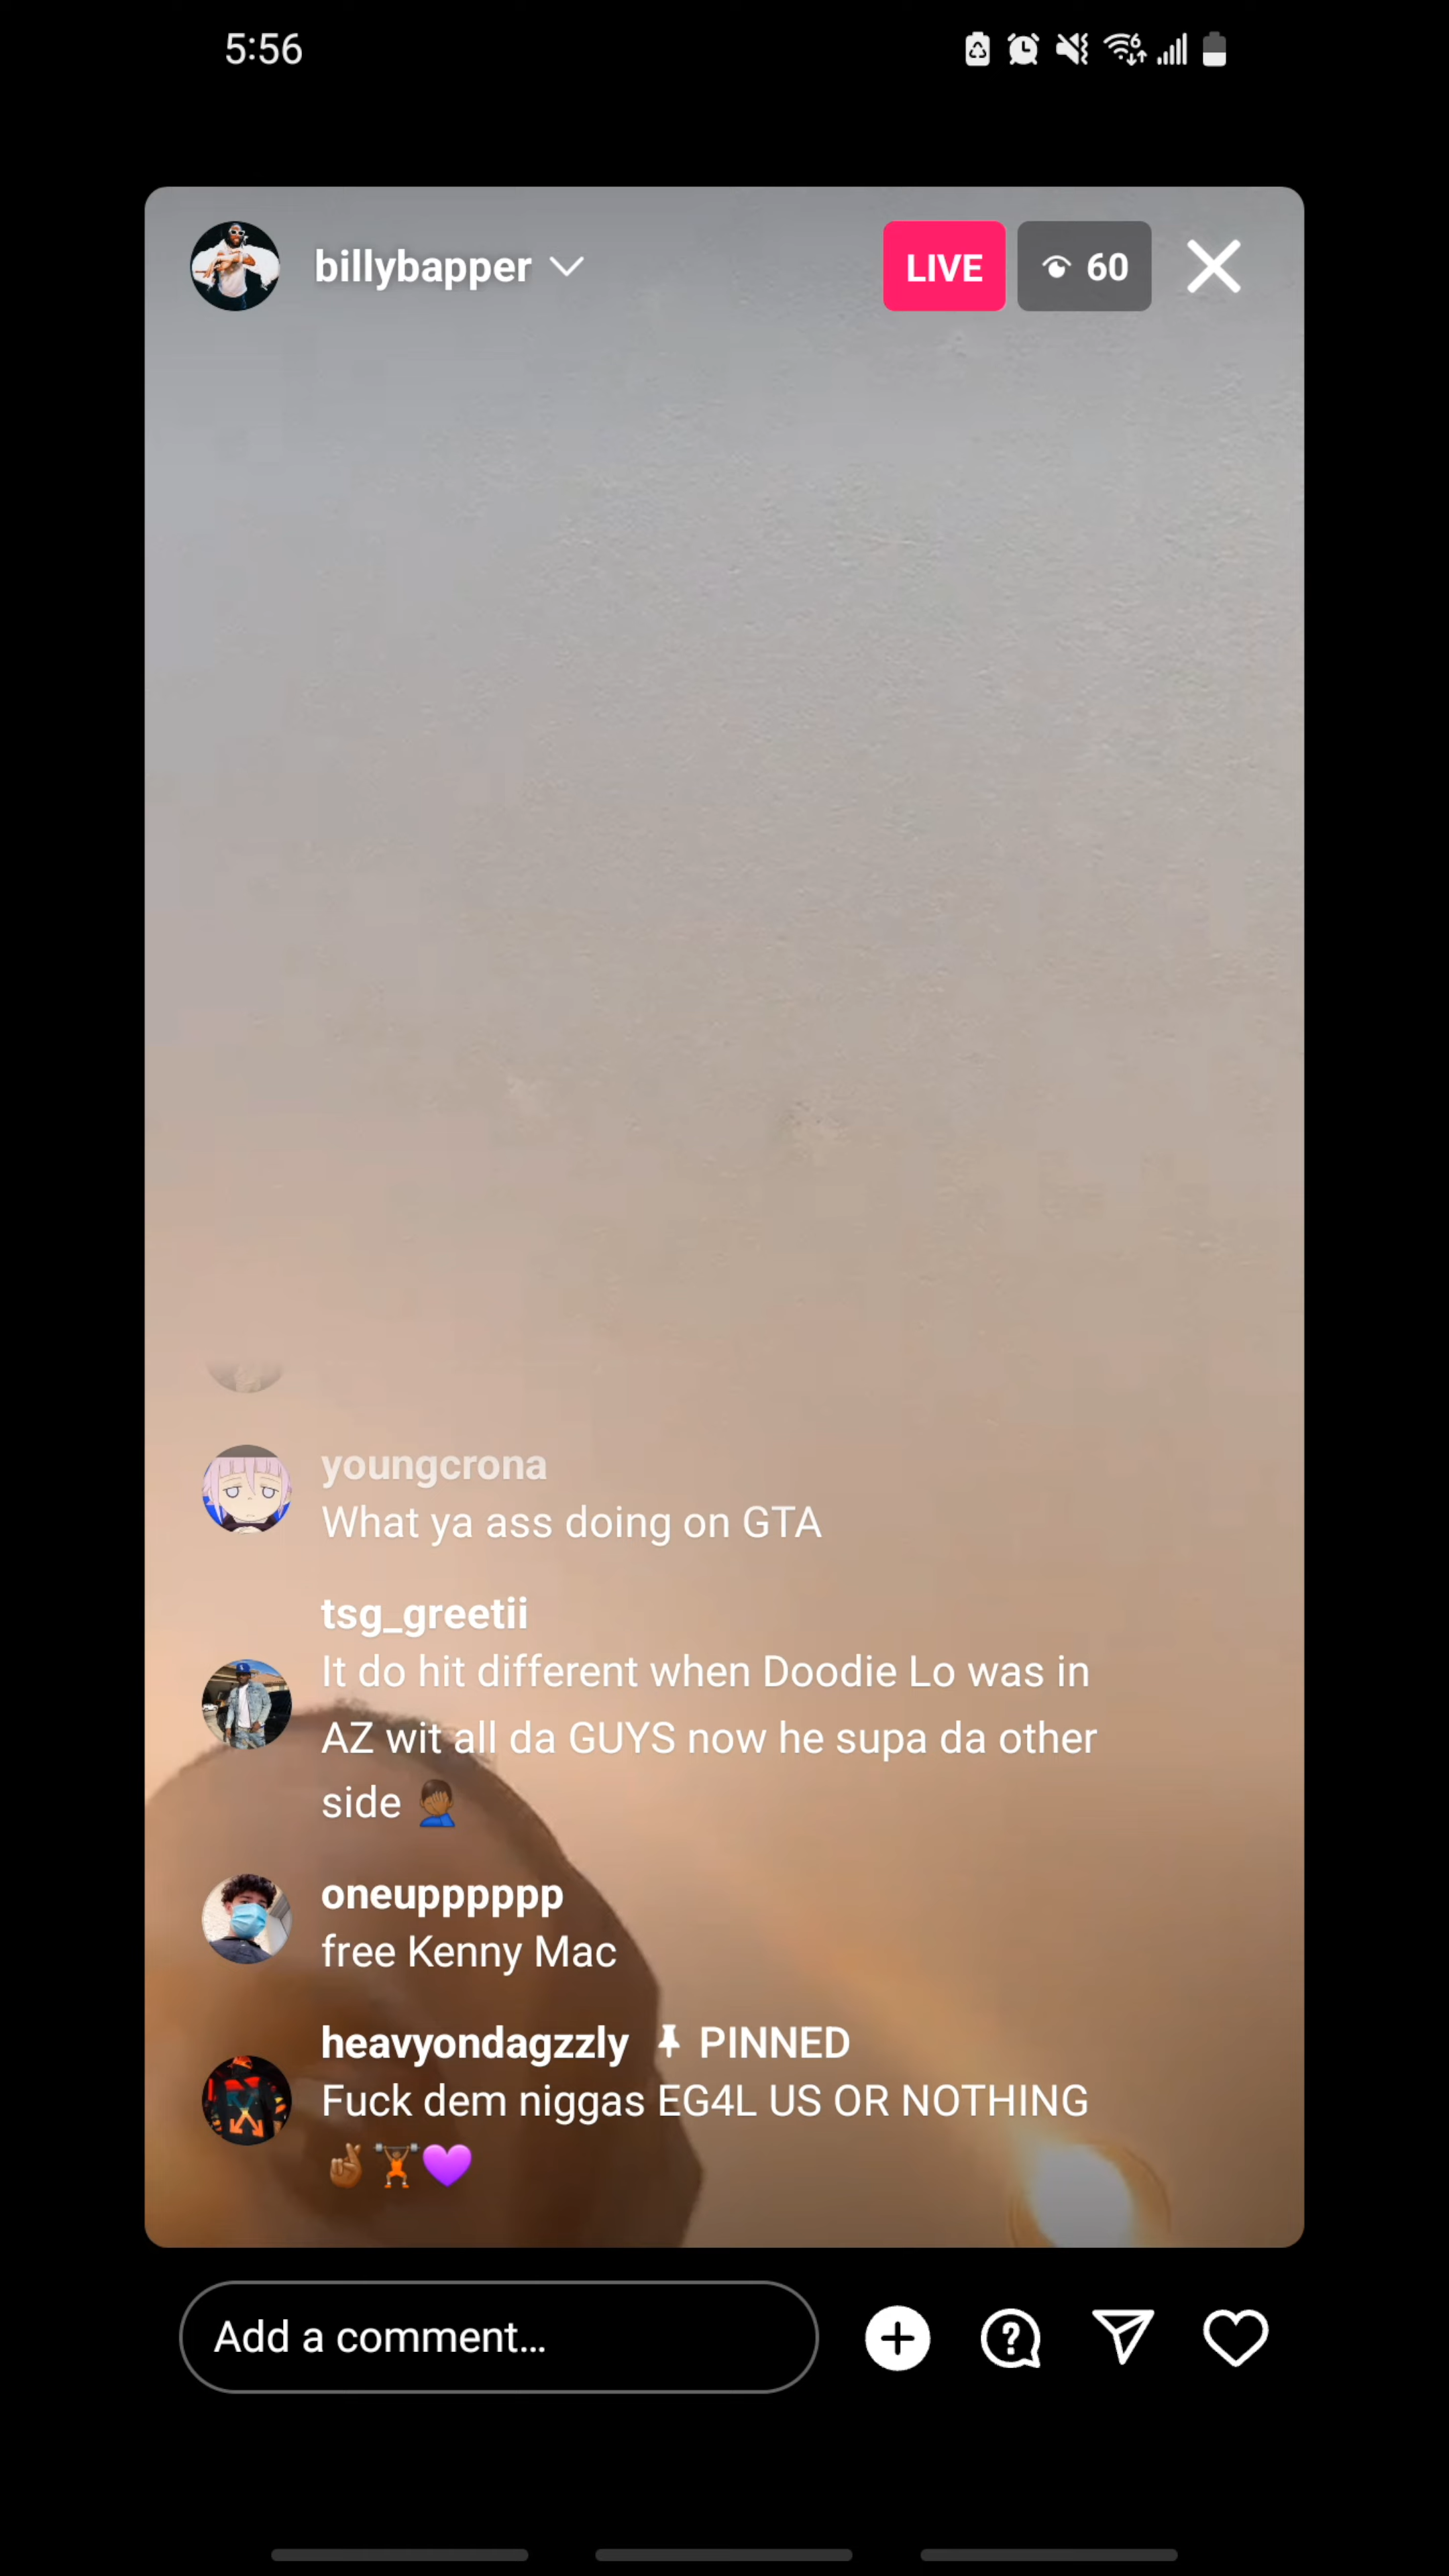 5:56
6
billybapper
LIVE 60
youngcrona
What ya ass doing on GTA
tsg_greetii
It do hit different when Doodie Lo was in
AZ wit all da GUYS now he supa da other
side 🤦🏾‍♂️
oneupppppp
free Kenny Mac
heavyondagzzly PINNED
Fuck dem niggas EG4L US OR NOTHING
🤞🏾🏋🏾💜
Add a comment...